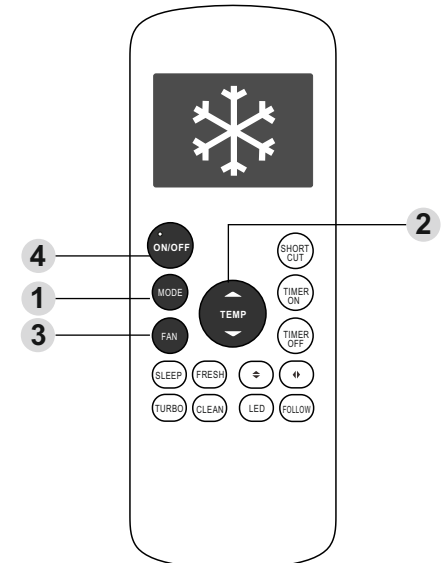 2
ON/OFF
SHORT
CUT
4
1
MODE
TIMER
ON
TEMP
3
FAN
TIMER
OFF
SLEEP
FRESH
TURBO
CLEAN
LED
FOLLOW